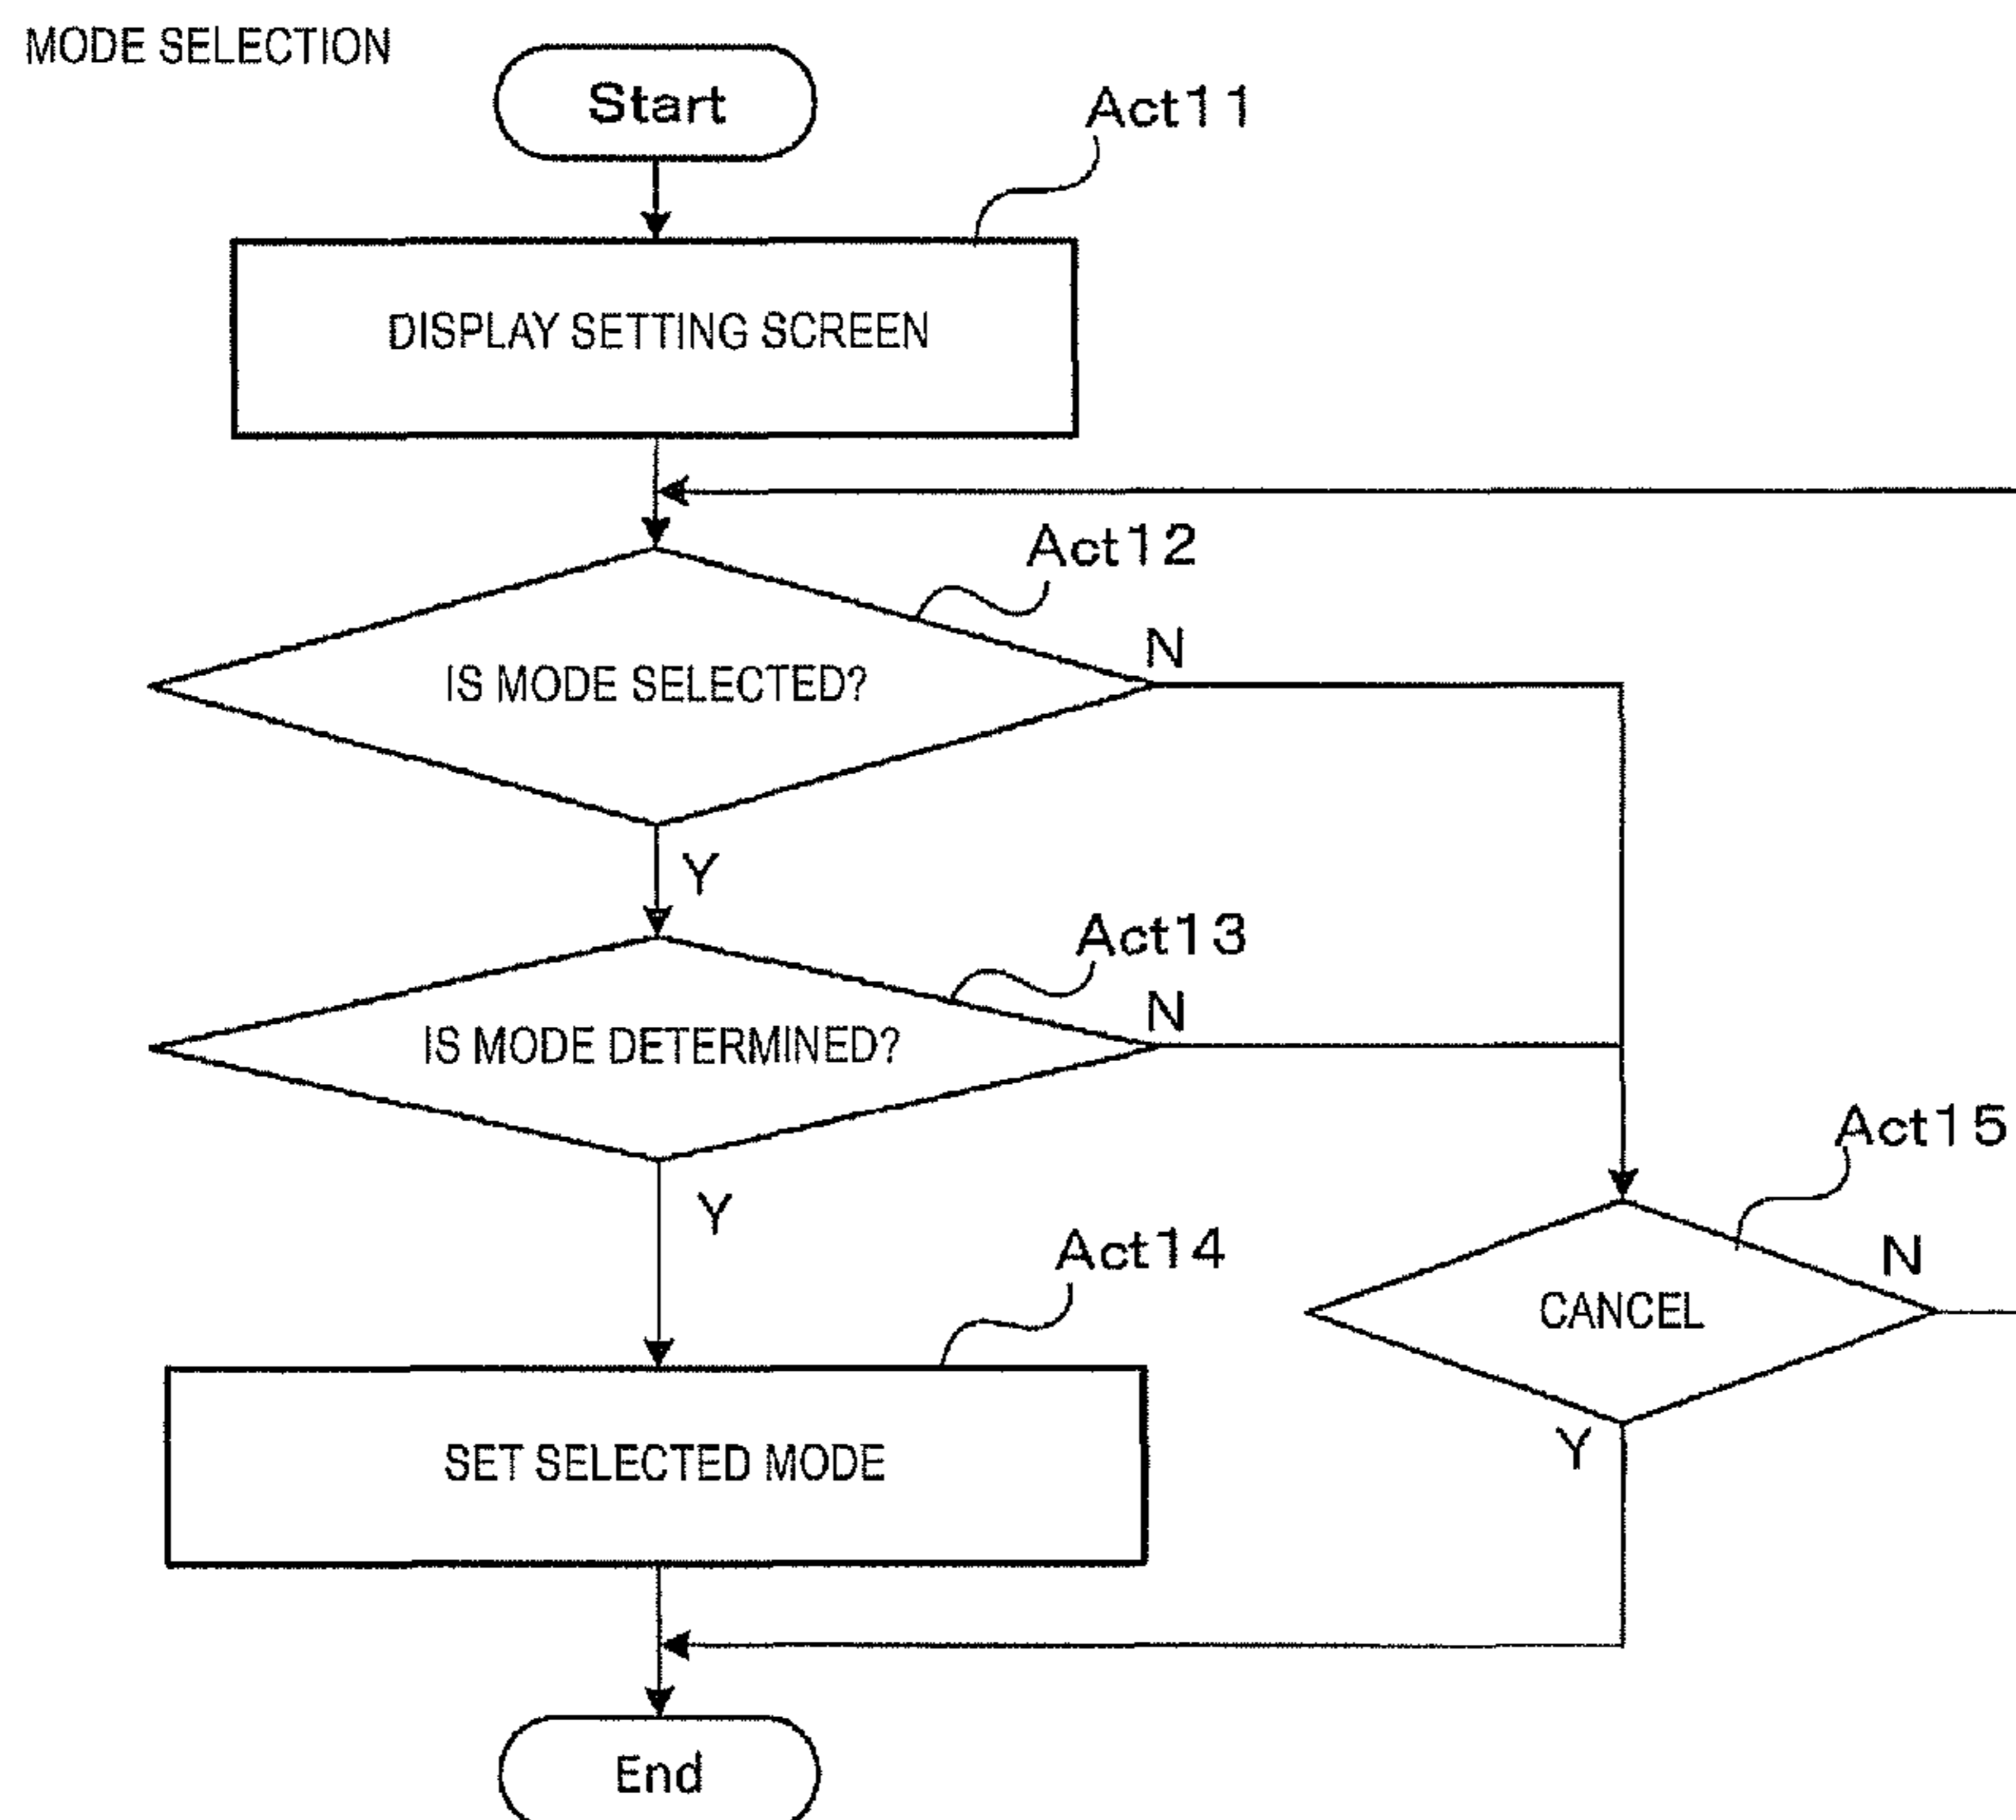 MODE SELECTION
Start
Act11
DISPLAY SETTING SCREEN
Act12
N
IS MODE SELECTED?
Y
Act13
N
IS MODE DETERMINED?
Y
Act15
N
CANCEL
Y
Act14
SET SELECTED MODE
End